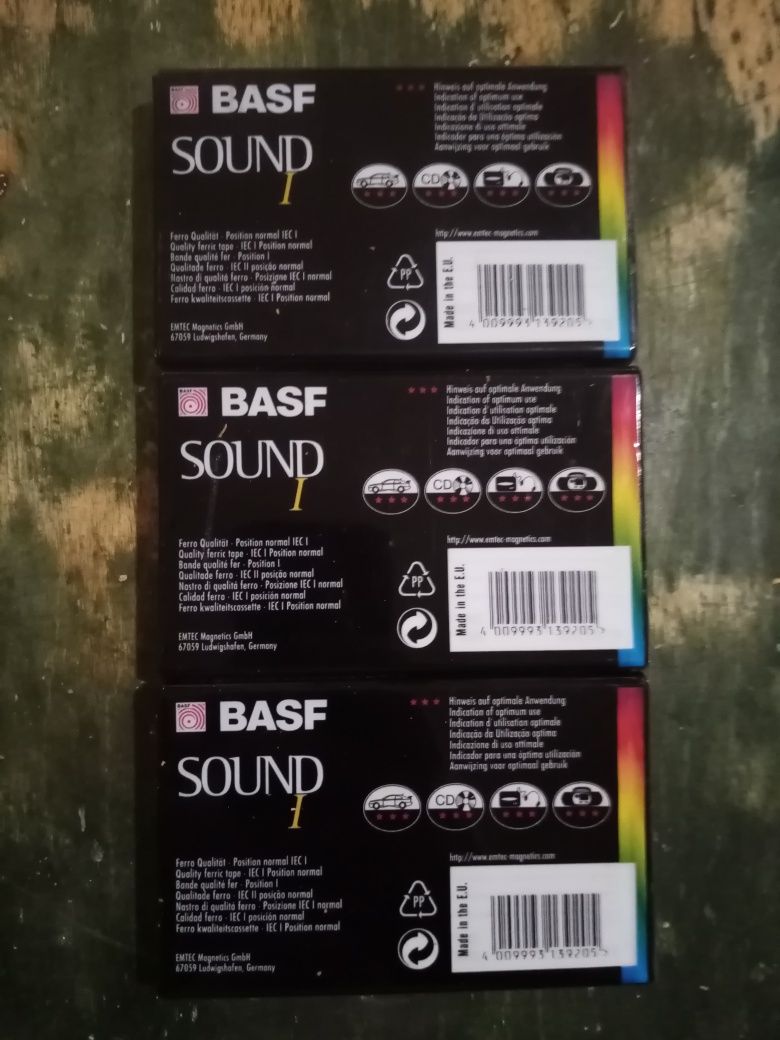 BASF
SOUND
I
*** Hinweis auf optimale Anwendung
Indication of optimum use
Indication d'utilisation optimale
Indicação da Utilização optima
Indicazione di uso ottimale
Indicador para una óptima utilización
Aanwijzing voor optimaal gebruik
CD
Ferro Qualität · Position normal IEC I
Quality ferric tape · IEC I Position normal
Bande qualité fer · Position I
Qualitade ferro · IEC II posição normal
Nastro di qualità ferro · Posizione IEC I normal
Calidad ferro · IEC I posición normal
Ferro kwaliteitscassette · IEC I Position normal
EMTEC Magnetics GmbH
67059 Ludwigshafen, Germany
http://www.emtec-magnetics.com
PP
Made in the E.U.
4 009993 139205 >
BASF
SOUND
I
*** Hinweis auf optimale Anwendung
Indication of optimum use
Indication d'utilisation optimale
Indicação da Utilização optima
Indicazione di uso ottimale
Indicador para una óptima utilización
Aanwijzing voor optimaal gebruik
CD
Ferro Qualität · Position normal IEC I
Quality ferric tape · IEC I Position normal
Bande qualité fer · Position I
Qualitade ferro · IEC II posição normal
Nastro di qualità ferro · Posizione IEC I normal
Calidad ferro · IEC I posición normal
Ferro kwaliteitscassette · IEC I Position normal
EMTEC Magnetics GmbH
67059 Ludwigshafen, Germany
http://www.emtec-magnetics.com
PP
Made in the E.U.
4 009993 139205 >
BASF
SOUND
I
*** Hinweis auf optimale Anwendung
Indication of optimum use
Indication d'utilisation optimale
Indicação da Utilização optima
Indicazione di uso ottimale
Indicador para una óptima utilización
Aanwijzing voor optimaal gebruik
CD
Ferro Qualität · Position normal IEC I
Quality ferric tape · IEC I Position normal
Bande qualité fer · Position I
Qualitade ferro · IEC II posição normal
Nastro di qualità ferro · Posizione IEC I normal
Calidad ferro · IEC I posición normal
Ferro kwaliteitscassette · IEC I Position normal
EMTEC Magnetics GmbH
67059 Ludwigshafen, Germany
http://www.emtec-magnetics.com
PP
Made in the E.U.
4 009993 139205 >